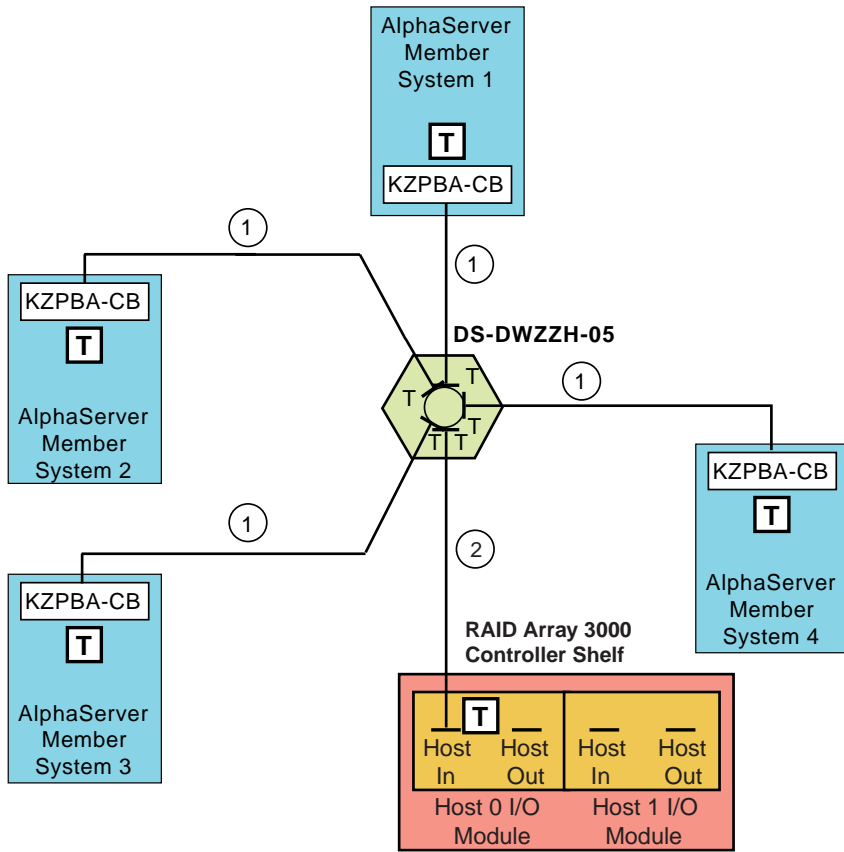 AlphaServer
Member
System 1
T
KZPBA-CB
1
1
KZPBA-CB
T
AlphaServer
Member
System 2
DS-DWZZH-05
T
T
T
T
T
1
KZPBA-CB
T
AlphaServer
Member
System 4
1
KZPBA-CB
T
AlphaServer
Member
System 3
2
RAID Array 3000
Controller Shelf
T
Host
In
Host
Out
Host
In
Host
Out
Host 0 I/O
Module
Host 1 I/O
Module